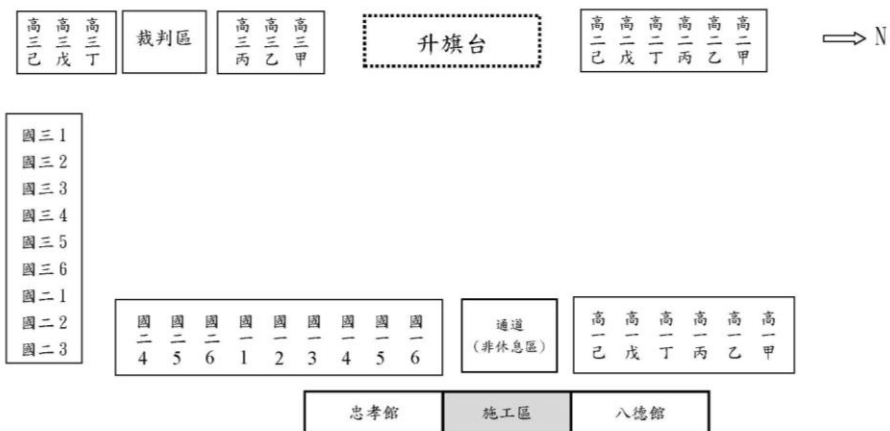 高三己 高三戊 高三丁
裁判區
高三丙 高三乙 高三甲
升旗台
高二己 高二戊 高二丁 高二丙 高二乙 高二甲
N
國三1
國三2
國三3
國三4
國三5
國三6
國二1
國二2
國二3
國二4 國二5 國二6 國一1 國一2 國一3 國一4 國一5 國一6
通道
(非休息區)
高一己 高一戊 高一丁 高一丙 高一乙 高一甲
忠孝館
施工區
八德館